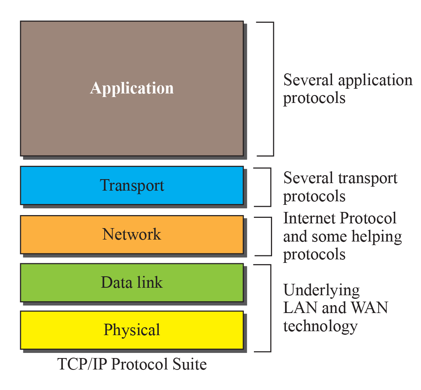 Application
Several application
protocols
Transport
Several transport
protocols
Network
Internet Protocol
and some helping
protocols
Data link
Physical
Underlying
LAN and WAN
technology
TCP/IP Protocol Suite